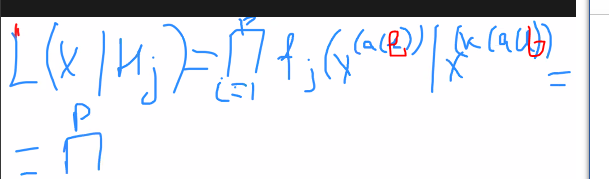 L(x | H_j) = ∏_{i=1}^{p} f_j(x^{(a(i))} | x^{(k(a(i)))} =
= ∏^{p}